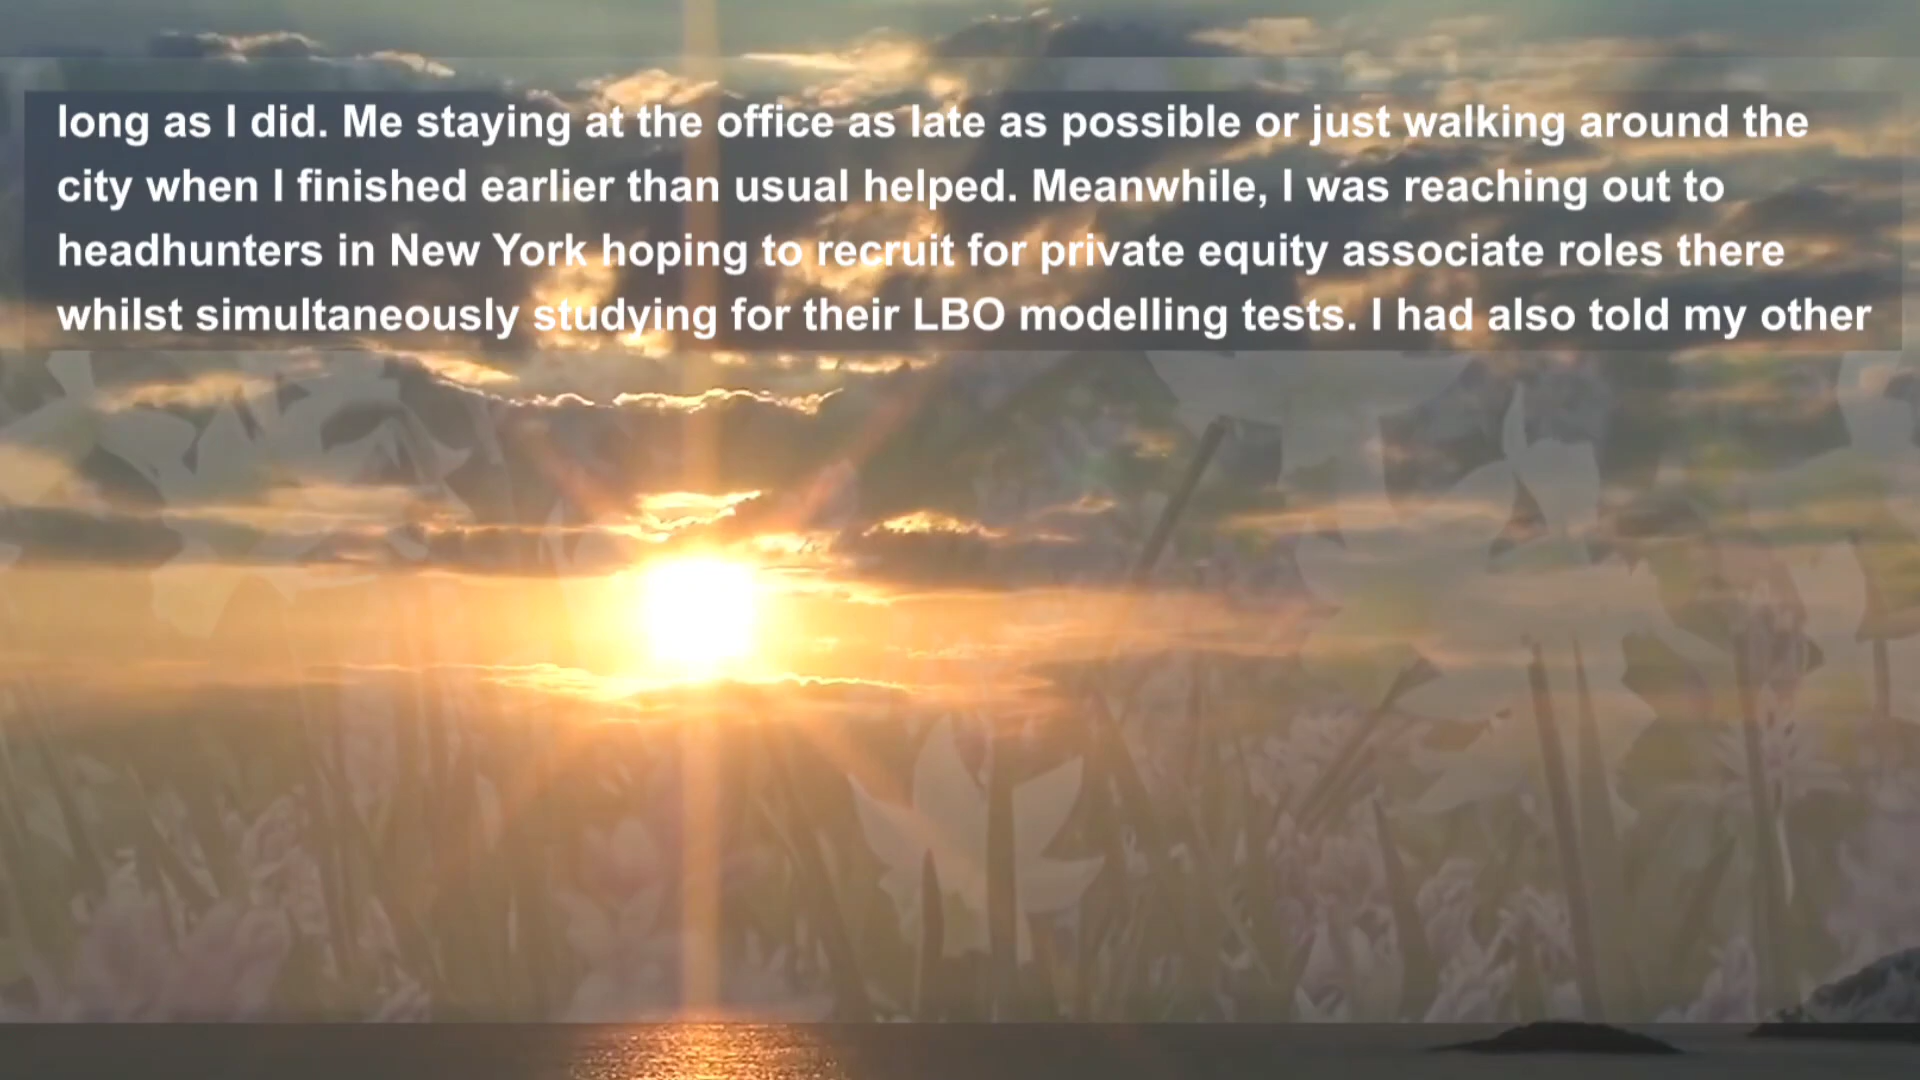 long as I did. Me staying at the office as late as possible or just walking around the
city when I finished earlier than usual helped. Meanwhile, I was reaching out to
headhunters in New York hoping to recruit for private equity associate roles there
whilst simultaneously studying for their LBO modelling tests. I had also told my other